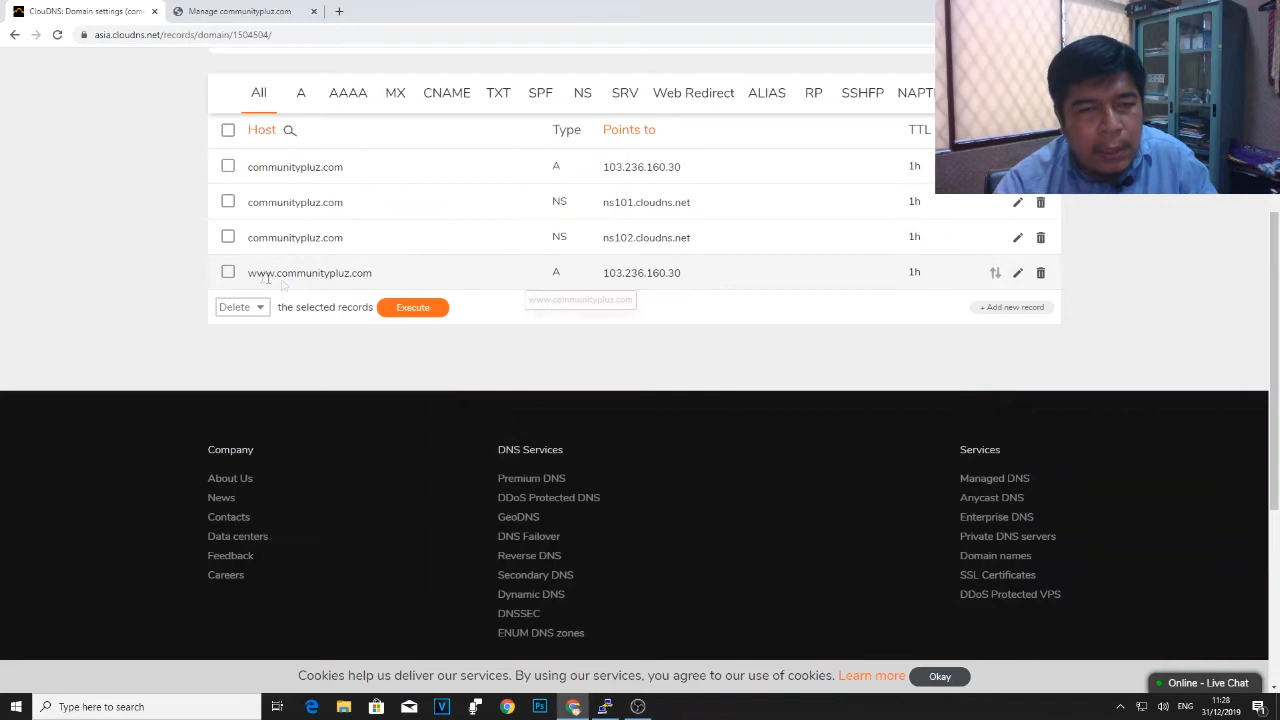 ClouDNS: Domain settings (com
Manage communitypluz.com
asia.cloudns.net/records/domain/1504504/
All A AAAA MX CNAME TXT SPF NS SRV Web Redirect ALIAS RP SSHFP NAPT
Host Type Points to TTL
communitypluz.com A 103.236.160.30 1h
communitypluz.com NS ns101.cloudns.net 1h
communitypluz.com NS ns102.cloudns.net 1h
www.communitypluz.com A 103.236.160.30 1h
www.communitypluz.com
Delete the selected records Execute + Add new record
Company
About Us
News
Contacts
Data centers
Feedback
Careers
DNS Services
Premium DNS
DDoS Protected DNS
GeoDNS
DNS Failover
Reverse DNS
Secondary DNS
Dynamic DNS
DNSSEC
ENUM DNS zones
Services
Managed DNS
Anycast DNS
Enterprise DNS
Private DNS servers
Domain names
SSL Certificates
DDoS Protected VPS
Cookies help us deliver our services. By using our services, you agree to our use of cookies. Learn more Okay
Online - Live Chat
Type here to search
ENG
11:28
31/12/2019